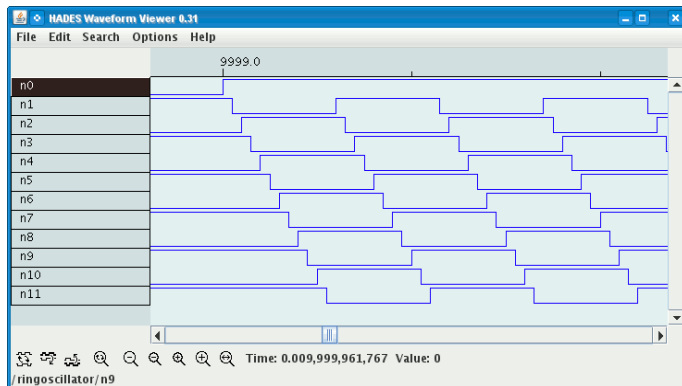 HADES Waveform Viewer 0.31
File Edit Search Options Help
9999.0
n0
n1
n2
n3
n4
n5
n6
n7
n8
n9
n10
n11
Time: 0.009,999,961,767 Value: 0
/ringoscillator/n9